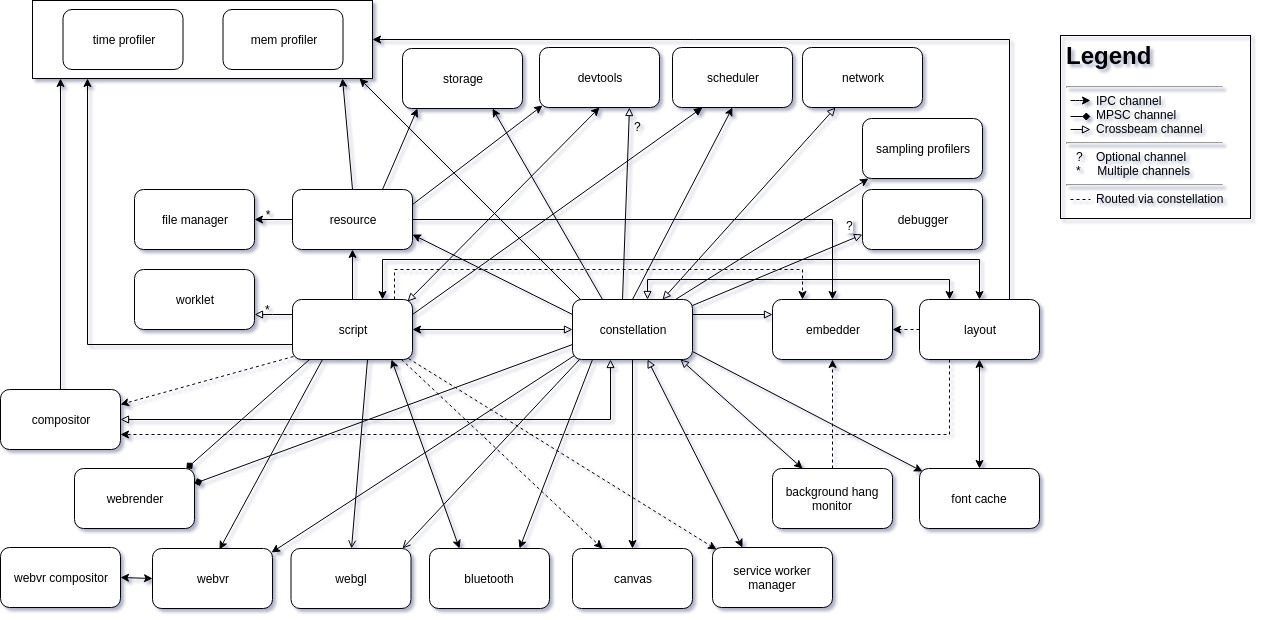 time profiler
mem profiler
storage
devtools
scheduler
network
Legend
IPC channel
MPSC channel
Crossbeam channel
? Optional channel
* Multiple channels
Routed via constellation
?
sampling profilers
file manager
*
resource
?
debugger
worklet
*
script
constellation
embedder
layout
compositor
webrender
background hang
monitor
font cache
webvr compositor
webvr
webgl
bluetooth
canvas
service worker
manager